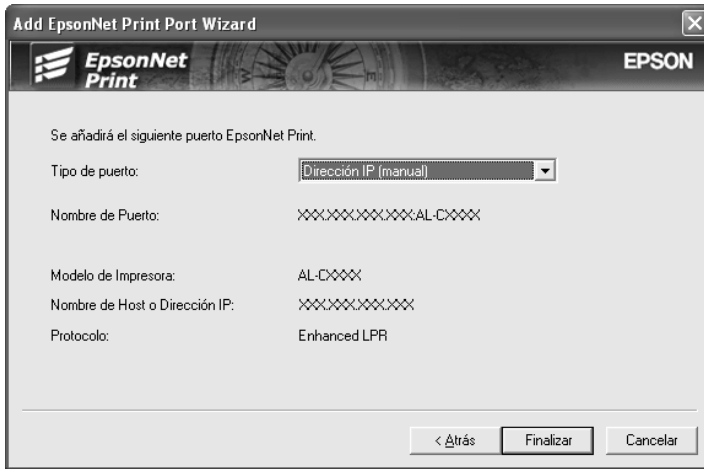 Add EpsonNet Print Port Wizard
EpsonNet
Print
EPSON
Se añadirá el siguiente puerto EpsonNet Print.
Tipo de puerto: Dirección IP (manual)
Nombre de Puerto: XXX.XXX.XXX.XXX:AL-CXXXX
Modelo de Impresora: AL-CXXXX
Nombre de Host o Dirección IP: XXX.XXX.XXX.XXX
Protocolo: Enhanced LPR
< Atrás Finalizar Cancelar